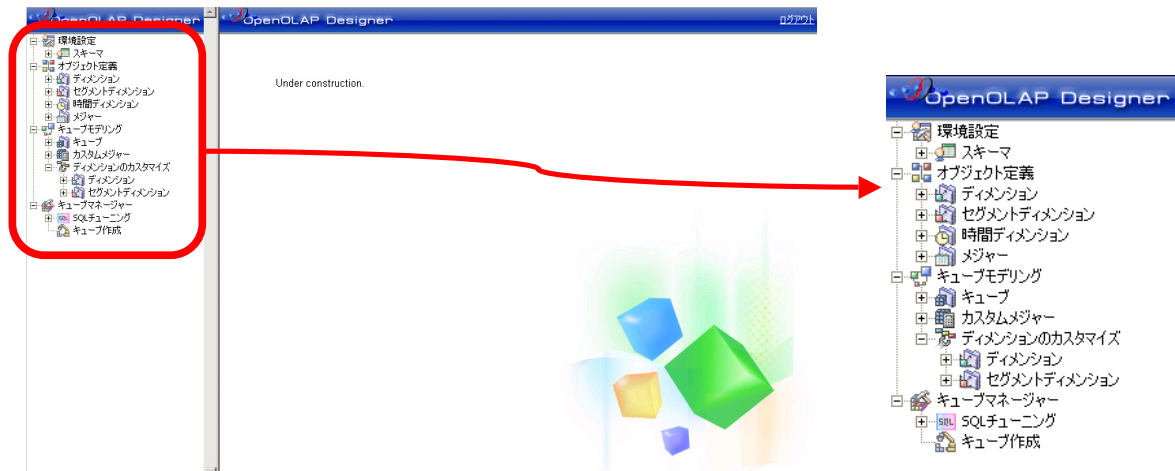 OpenOLAP Designer
環境設定
スキーマ
オブジェクト定義
ディメンション
セグメントディメンション
時間ディメンション
メジャー
キューブモデリング
キューブ
カスタムメジャー
ディメンションのカスタマイズ
ディメンション
セグメントディメンション
キューブマネージャー
SQL SQLチューニング
キューブ作成
OpenOLAP Designer
ログアウト
Under construction.
OpenOLAP Designer
環境設定
スキーマ
オブジェクト定義
ディメンション
セグメントディメンション
時間ディメンション
メジャー
キューブモデリング
キューブ
カスタムメジャー
ディメンションのカスタマイズ
ディメンション
セグメントディメンション
キューブマネージャー
SQL SQLチューニング
キューブ作成